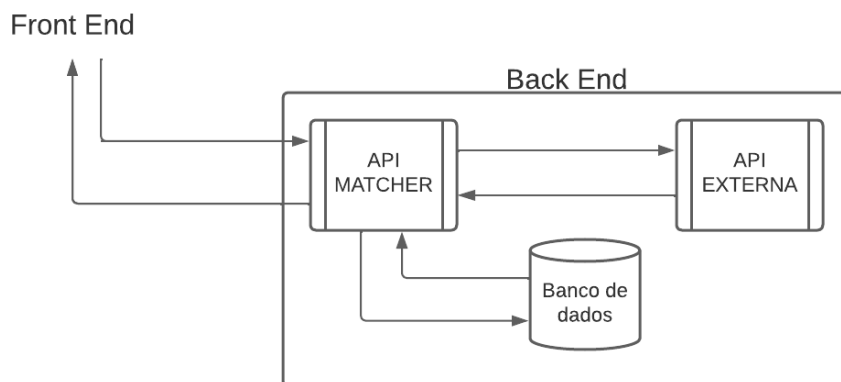 Front End
Back End
API
MATCHER
API
EXTERNA
Banco de
dados